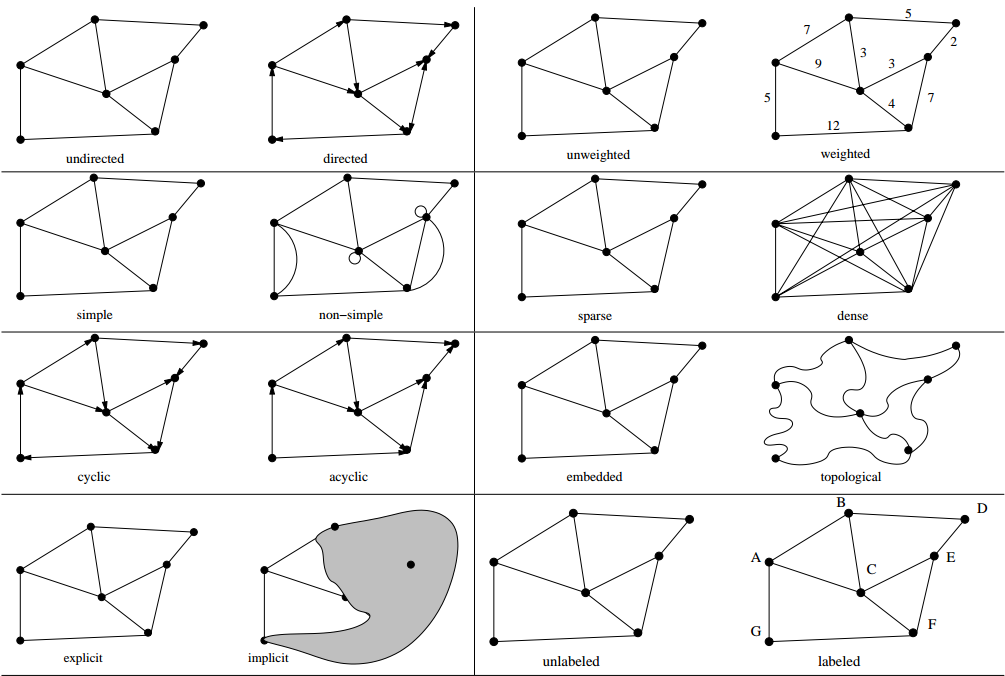 undirected
directed
unweighted
7
5
2
9
3
3
5
4
7
12
weighted
simple
non–simple
sparse
dense
cyclic
acyclic
embedded
topological
explicit
implicit
unlabeled
B
D
A
C
E
G
F
labeled